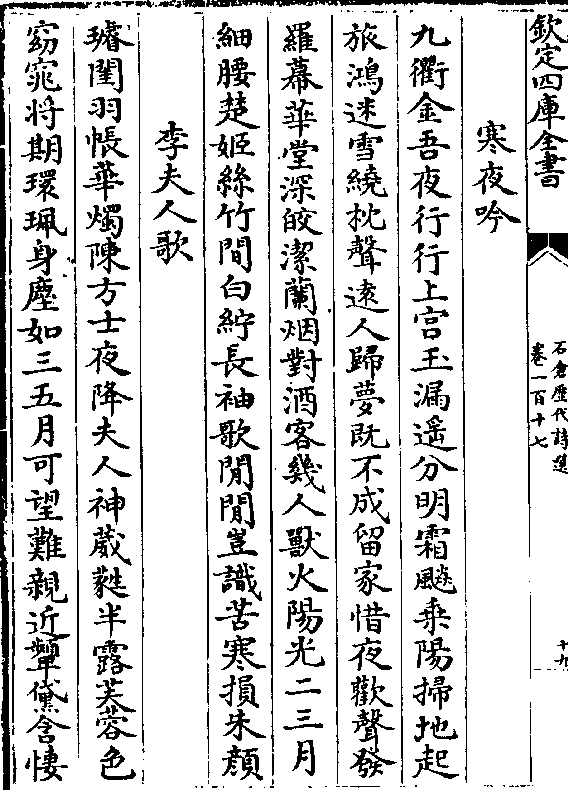 欽定四庫全書
石倉歷代詩選
卷一百十七
十九
寒夜吟
九衢金吾夜行行上宫玉漏遥分明霜飇乗陽掃地起
旅鴻迷雪繞枕聲逺人歸夢既不成留家惜夜歡聲發
羅幕華堂深皎潔蘭烟對酒客幾人獸火陽光二三月
細腰楚姬絲竹間白紵長袖歌閒閒豈識苦寒損朱顔
李夫人歌
璿閨羽帳華燭陳方士夜降夫人神葳蕤半露芙蓉色
窈窕将期環珮身塵如三五月可望難親近顰黛含悽